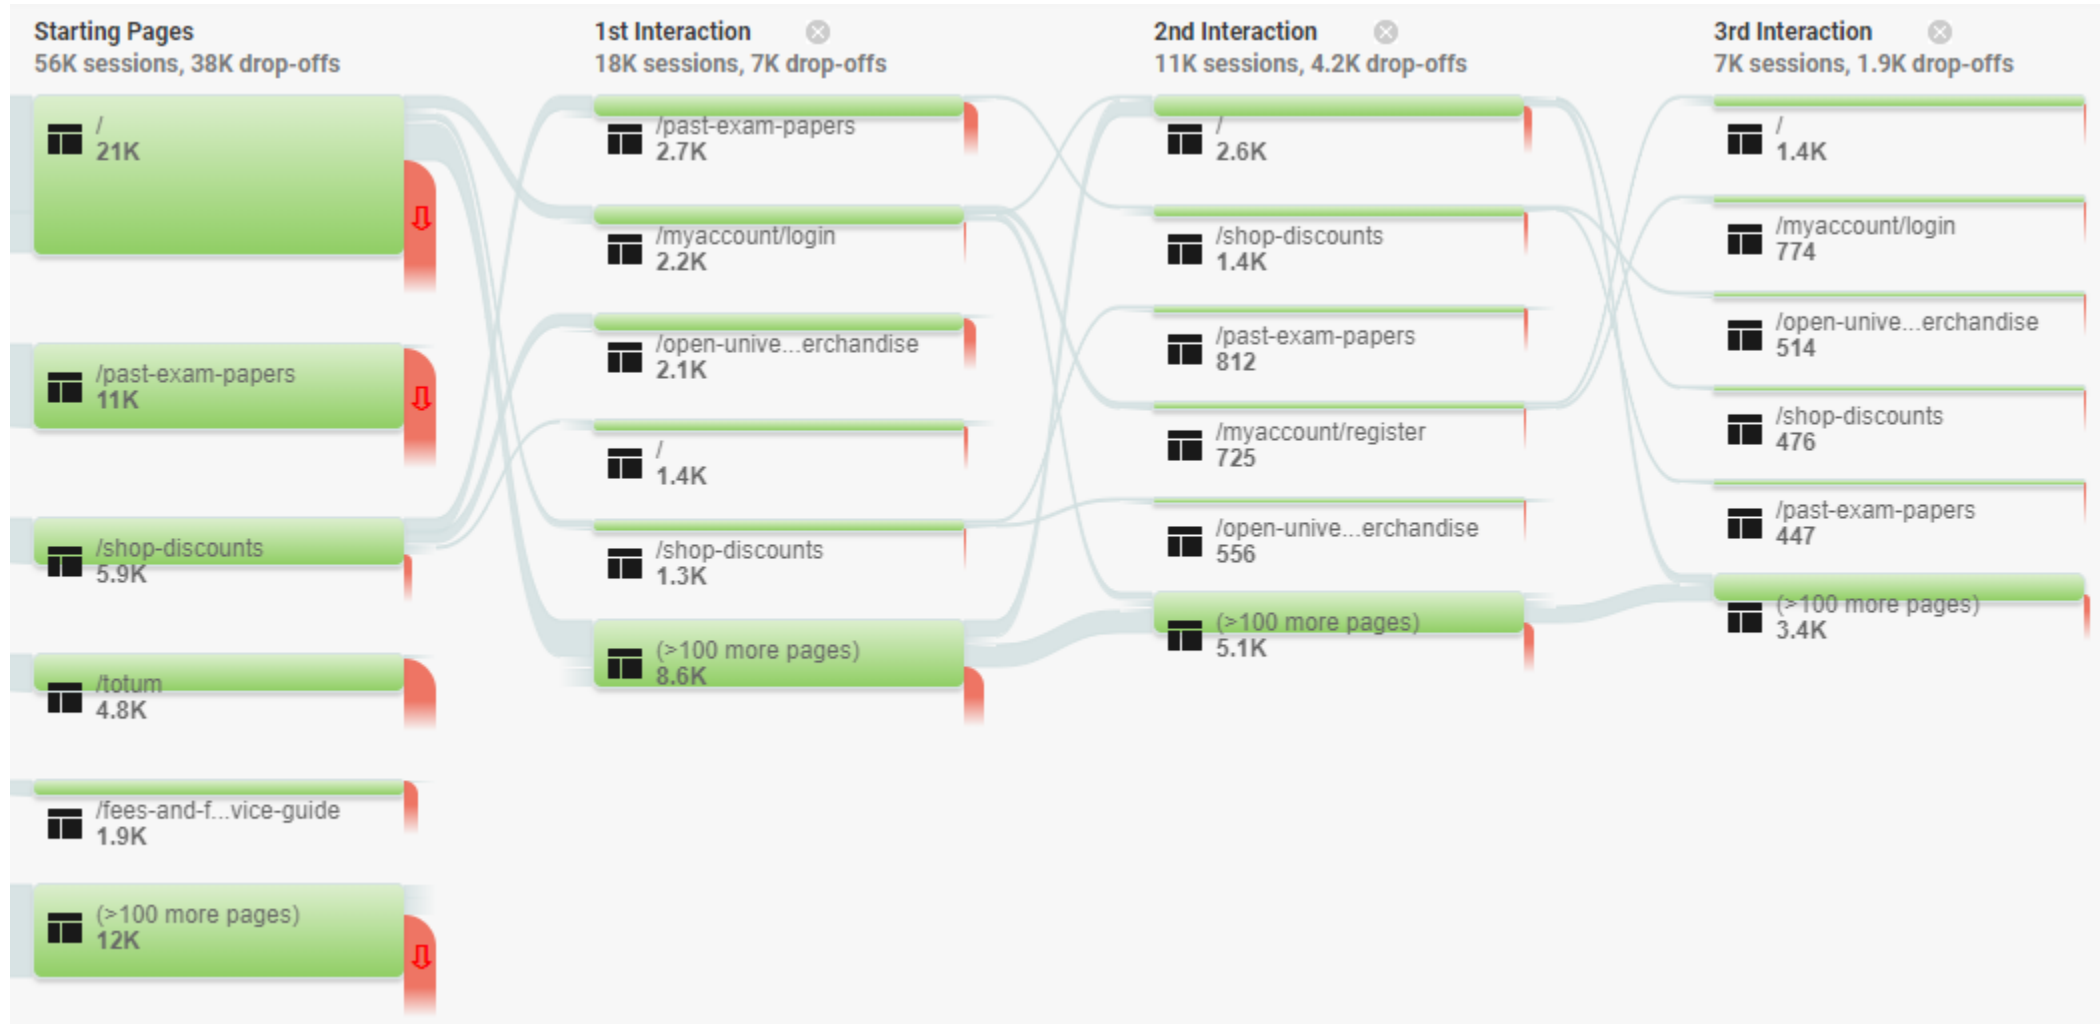 Starting Pages
56K sessions, 38K drop-offs
/
21K
/past-exam-papers
11K
/shop-discounts
5.9K
/totum
4.8K
/fees-and-f...vice-guide
1.9K
(>100 more pages)
12K
1st Interaction
18K sessions, 7K drop-offs
/past-exam-papers
2.7K
/myaccount/login
2.2K
/open-unive...erchandise
2.1K
/
1.4K
/shop-discounts
1.3K
(>100 more pages)
8.6K
2nd Interaction
11K sessions, 4.2K drop-offs
/
2.6K
/shop-discounts
1.4K
/past-exam-papers
812
/myaccount/register
725
/open-unive...erchandise
556
(>100 more pages)
5.1K
3rd Interaction
7K sessions, 1.9K drop-offs
/
1.4K
/myaccount/login
774
/open-unive...erchandise
514
/shop-discounts
476
/past-exam-papers
447
(>100 more pages)
3.4K